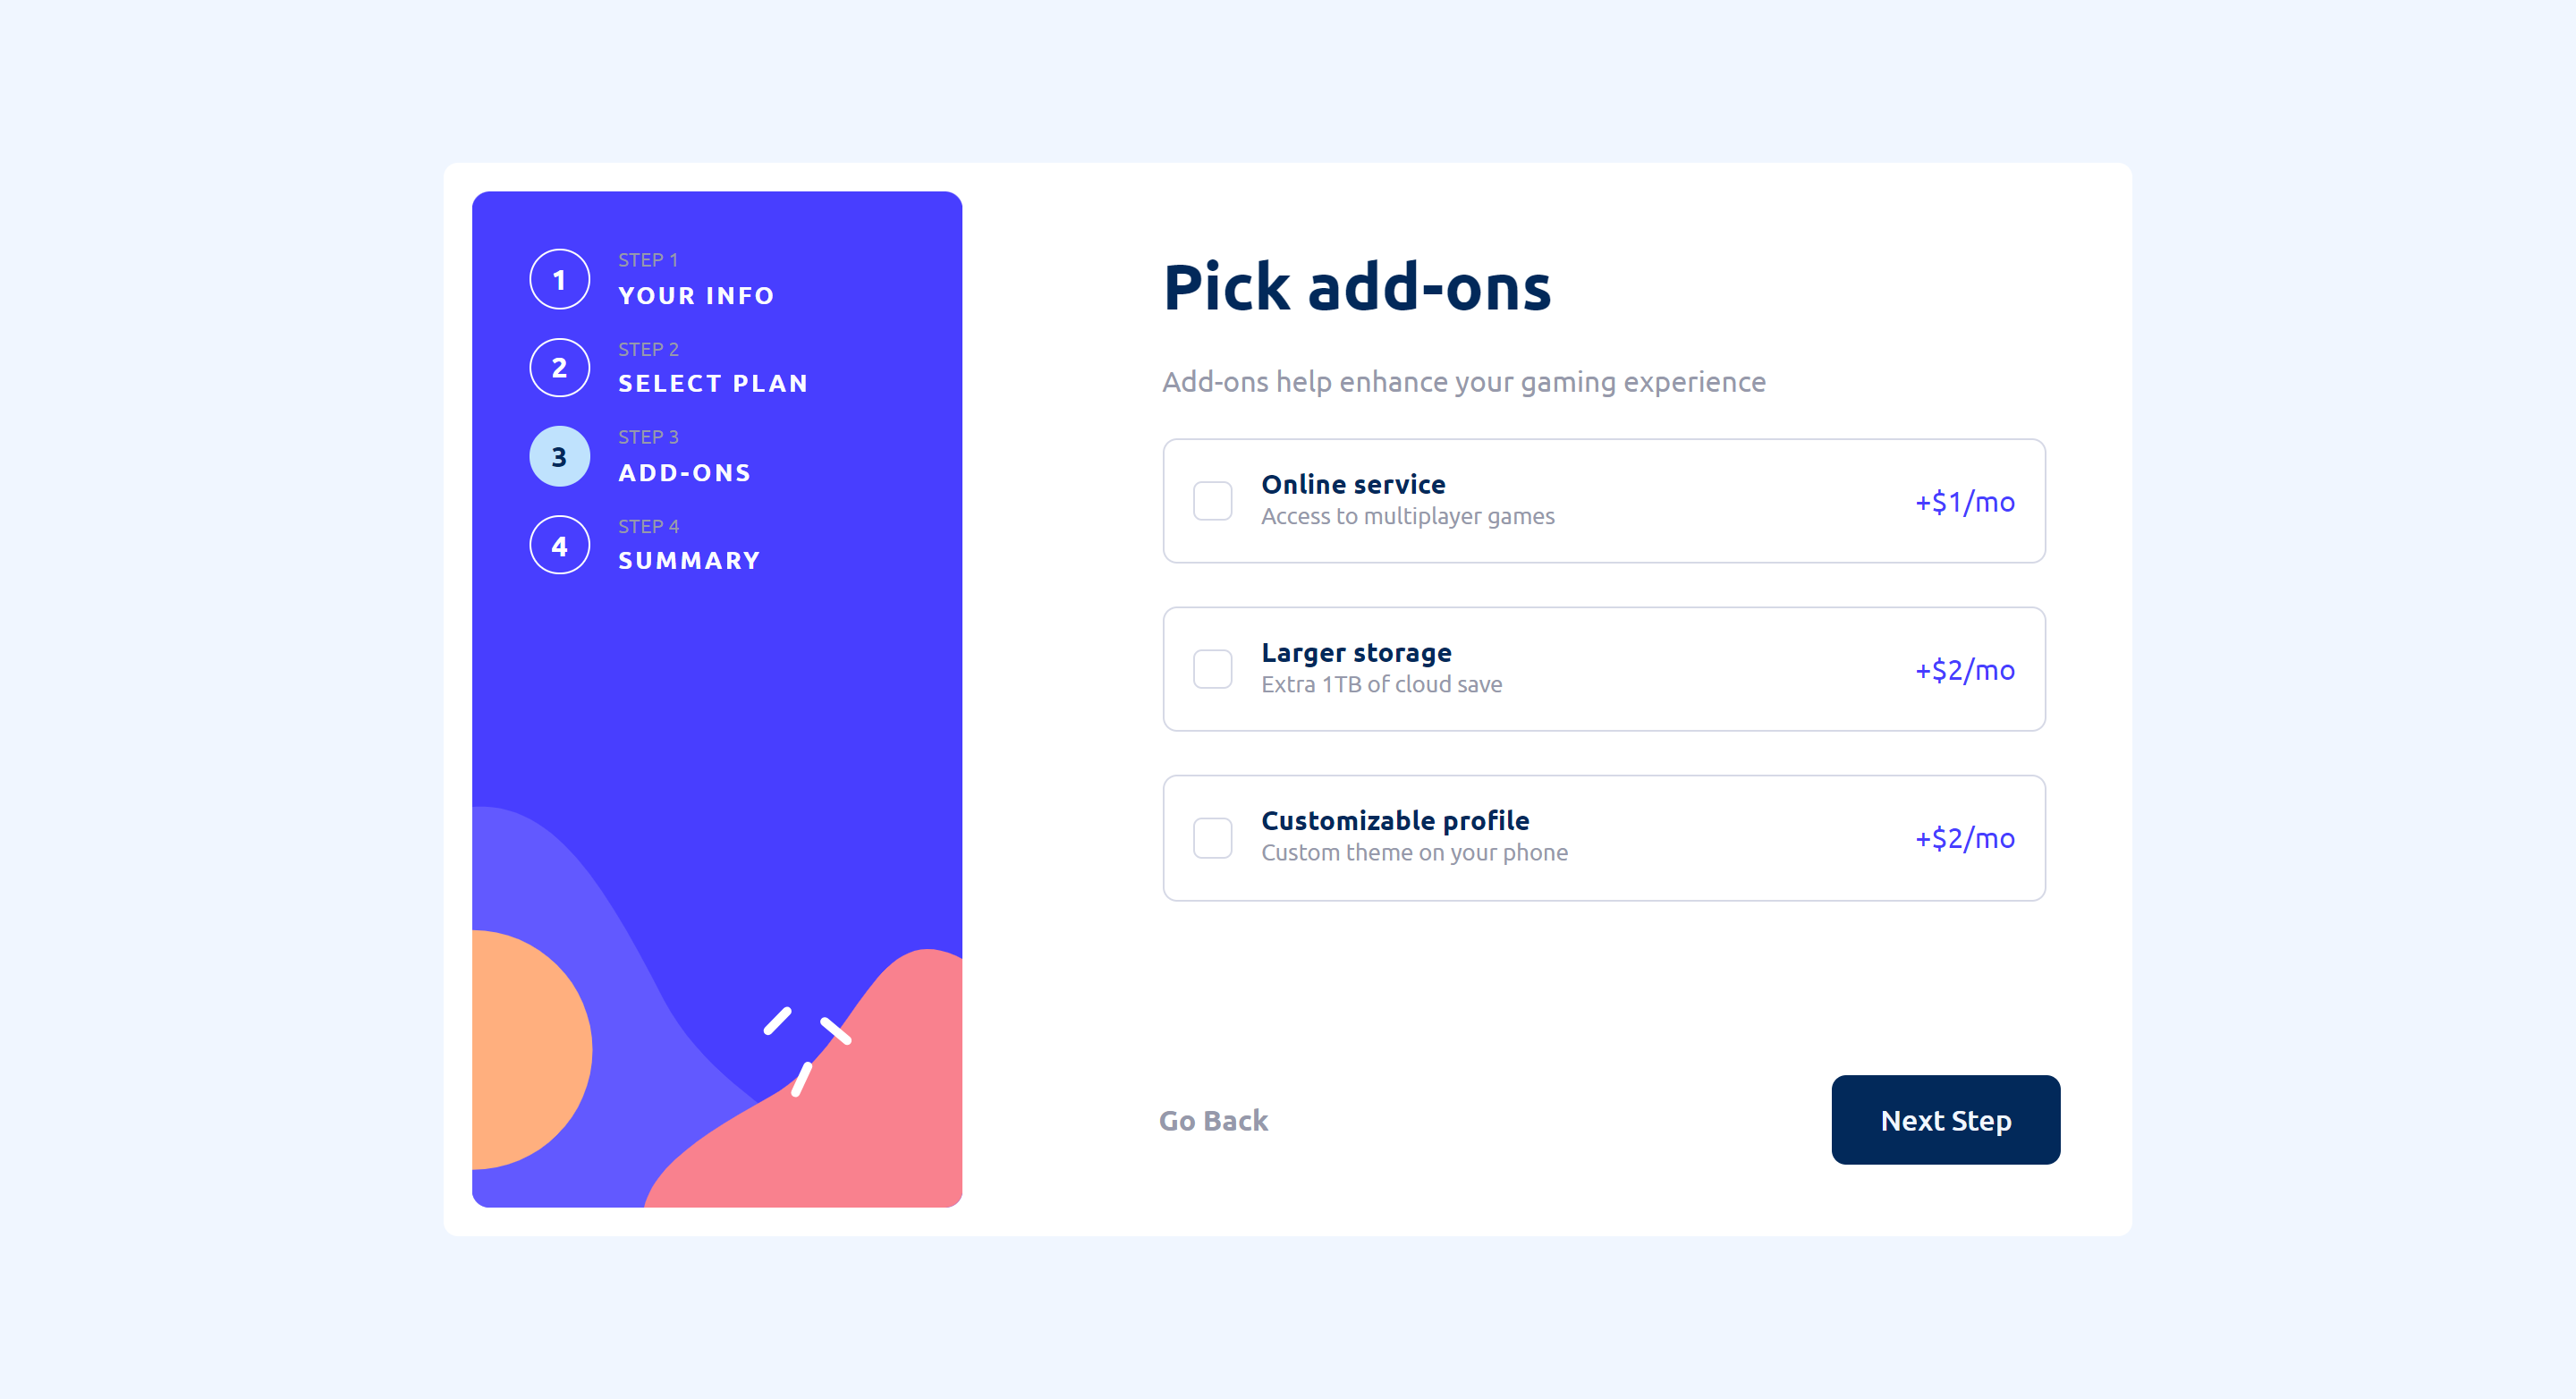 1
STEP 1
YOUR INFO
2
STEP 2
SELECT PLAN
3
STEP 3
ADD-ONS
4
STEP 4
SUMMARY
Pick add-ons
Add-ons help enhance your gaming experience
Online service
Access to multiplayer games
+$1/mo
Larger storage
Extra 1TB of cloud save
+$2/mo
Customizable profile
Custom theme on your phone
+$2/mo
Go Back
Next Step